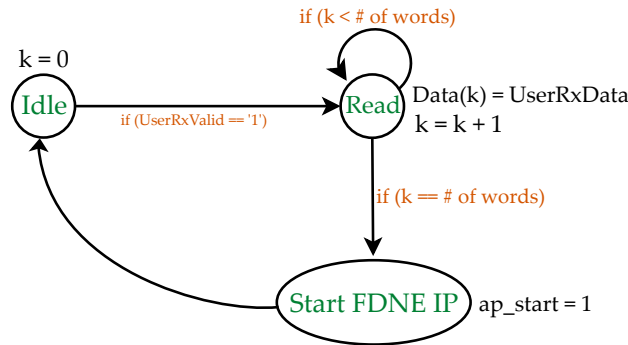 if (k < # of words)
k = 0
Idle
Read
Data(k) = UserRxData
k = k + 1
if (UserRxValid == '1')
if (k == # of words)
Start FDNE IP
ap_start = 1